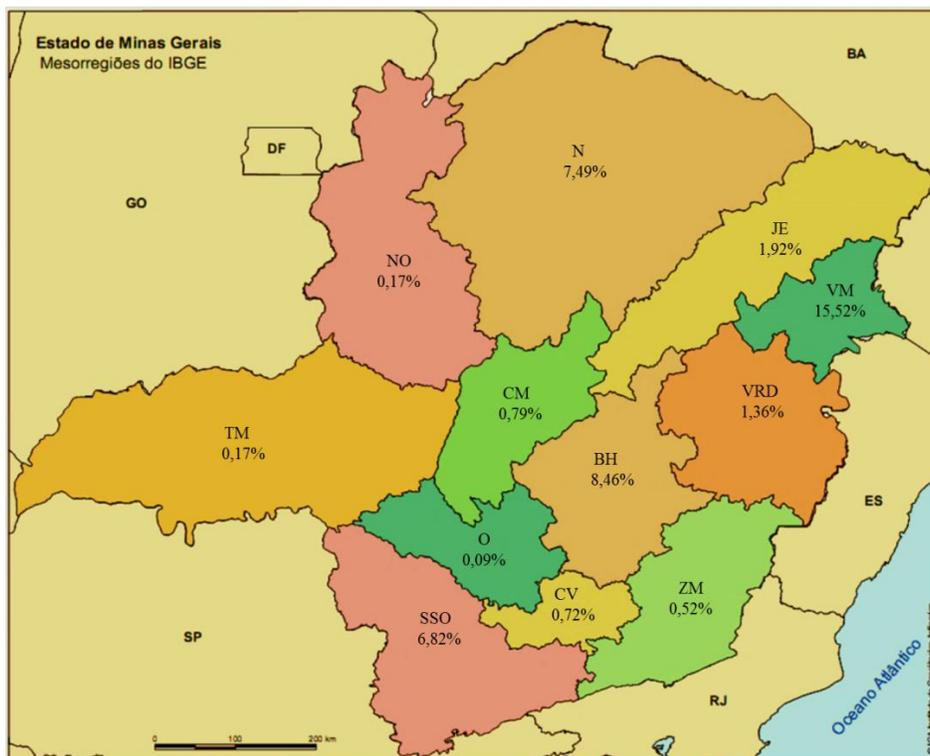 Estado de Minas Gerais
Mesorregiões do IBGE
BA
DF
GO
N
7,49%
JE
1,92%
NO
0,17%
VM
15,52%
CM
0,79%
VRD
1,36%
TM
0,17%
BH
8,46%
ES
O
0,09%
CV
0,72%
ZM
0,52%
SSO
6,82%
SP
RJ
Oceano Atlântico
0 100 200 km